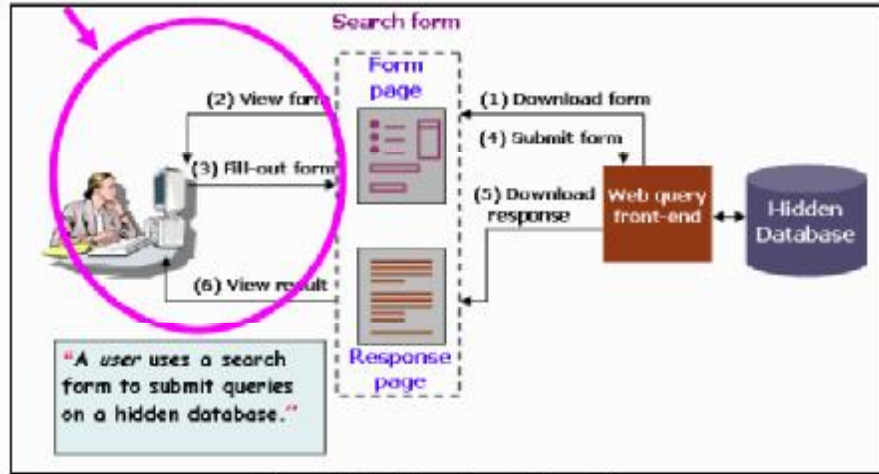 Search form
Form
page
(2) View form
(1) Download form
(4) Submit form
(3) Fill-out form
(5) Download
response
Web query
front-end
Hidden
Database
(6) View result
Response
page
"A user uses a search
form to submit queries
on a hidden database."